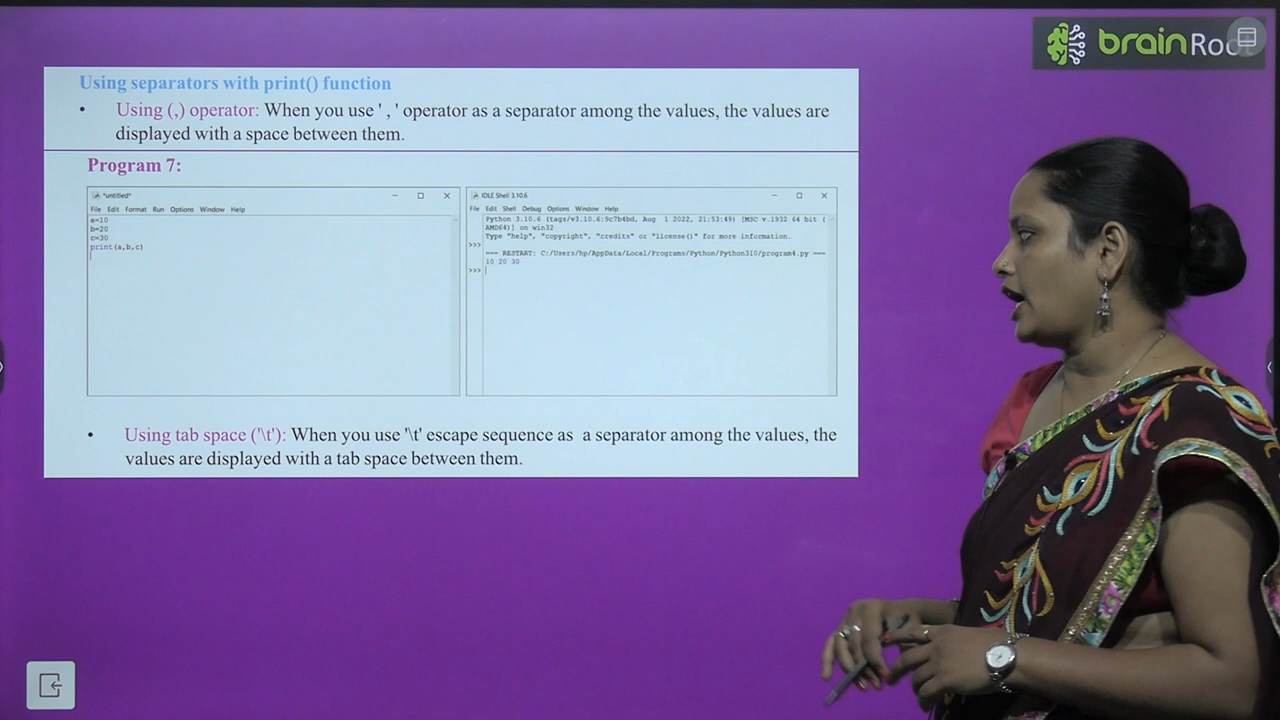 brainRoot
Using separators with print() function
• Using (,) operator: When you use ' , ' operator as a separator among the values, the values are
displayed with a space between them.
Program 7:
*untitled*
File Edit Format Run Options Window Help
a=10
b=20
c=30
print(a,b,c)
IDLE Shell 3.10.6
File Edit Shell Debug Options Window Help
Python 3.10.6 (tags/v3.10.6:9c7b4bd, Aug 1 2022, 21:53:49) [MSC v.1932 64 bit (
AMD64)] on win32
Type "help", "copyright", "credits" or "license()" for more information.
>>>
=== RESTART: C:/Users/hp/AppData/Local/Programs/Python/Python310/program4.py ===
10 20 30
>>>
• Using tab space ('\t'): When you use '\t' escape sequence as a separator among the values, the
values are displayed with a tab space between them.